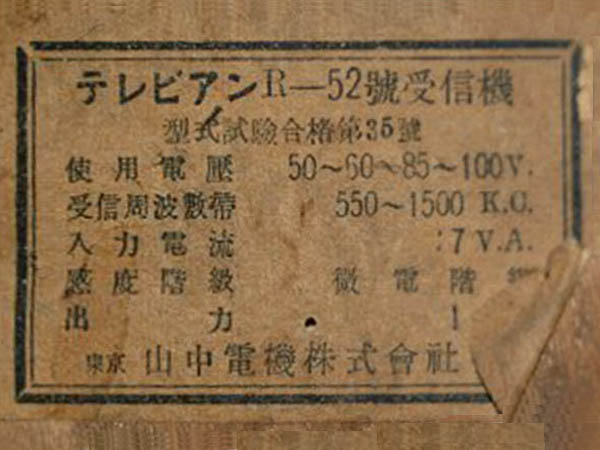 テレビアンR—52號受信機
型式試驗合格第35號
使用電壓 50~60~85~100V.
受信周波數帶 550~1500 K.C.
入力電流 17V.A.
感度階級 微電階
出力 1
東京 山中電機株式會社